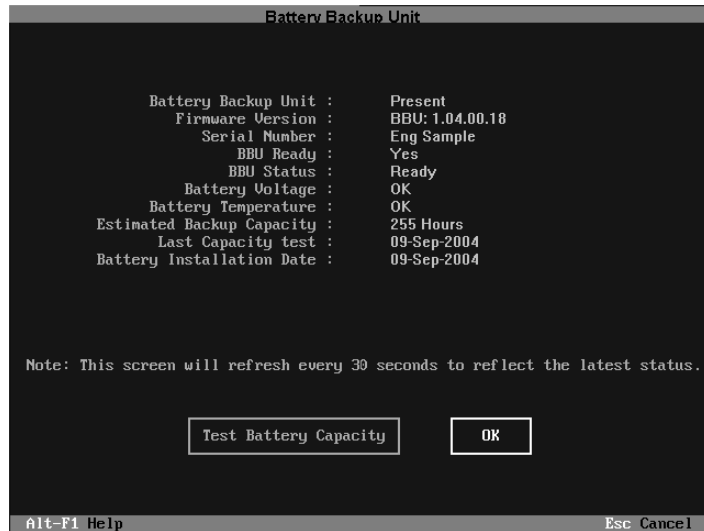 Battery Backup Unit
Battery Backup Unit : Present
Firmware Version : BBU: 1.04.00.18
Serial Number : Eng Sample
BBU Ready : Yes
BBU Status : Ready
Battery Voltage : OK
Battery Temperature : OK
Estimated Backup Capacity : 255 Hours
Last Capacity test : 09-Sep-2004
Battery Installation Date : 09-Sep-2004
Note: This screen will refresh every 30 seconds to reflect the latest status.
Test Battery Capacity OK
Alt-F1 Help Esc Cancel